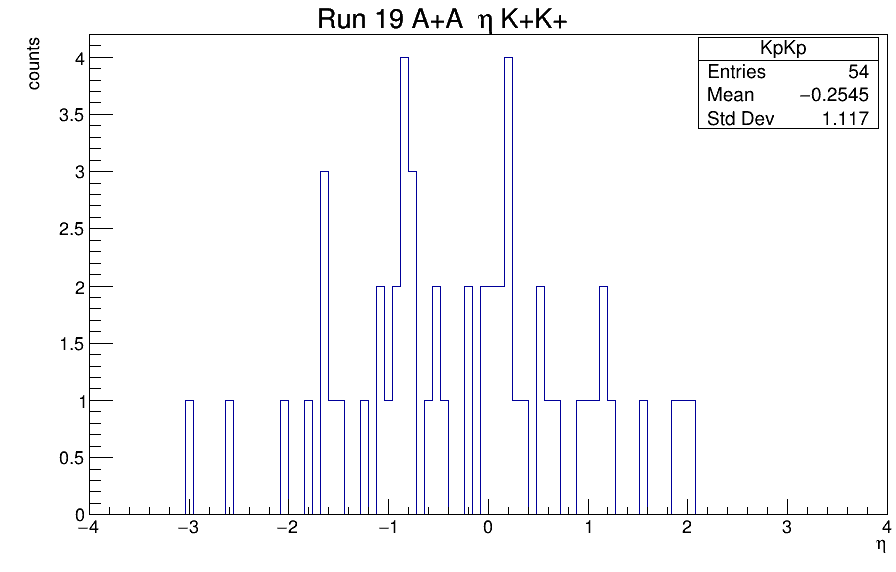 Run 19 A+A η K+K+
counts
KpKp
Entries 54
Mean −0.2545
Std Dev 1.117
4
3.5
3
2.5
2
1.5
1
0.5
0
−4 −3 −2 −1 0 1 2 3 4
η